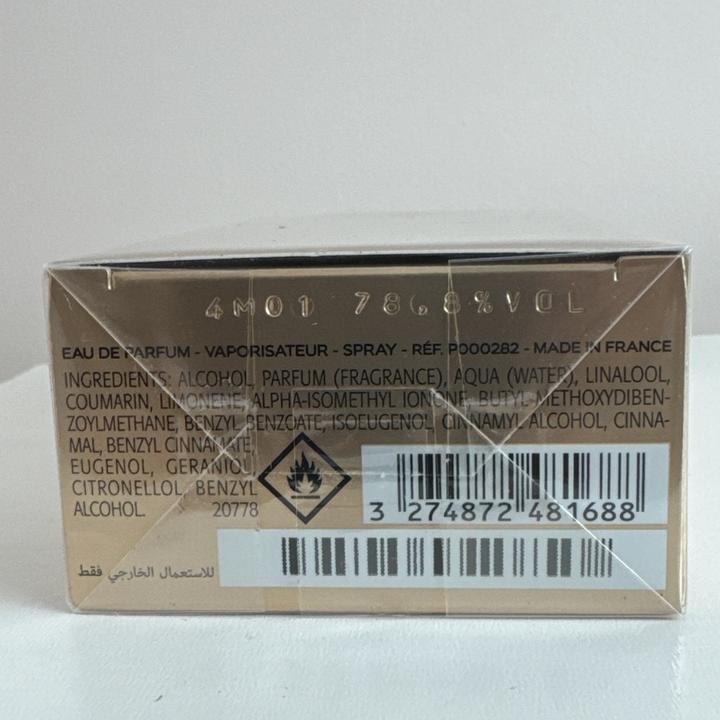 4M01 78,8%VOL
EAU DE PARFUM - VAPORISATEUR - SPRAY - RÉF. P000282 - MADE IN FRANCE
INGREDIENTS: ALCOHOL, PARFUM (FRAGRANCE), AQUA (WATER), LINALOOL,
COUMARIN, LIMONENE, ALPHA-ISOMETHYL IONONE, BUTYL METHOXYDIBEN-
ZOYLMETHANE, BENZYL BENZOATE, ISOEUGENOL, CINNAMYL ALCOHOL, CINNA-
MAL, BENZYL CINNAMATE,
EUGENOL, GERANIOL,
CITRONELLOL, BENZYL
ALCOHOL. 20778
3 274872 481688
للاستعمال الخارجي فقط